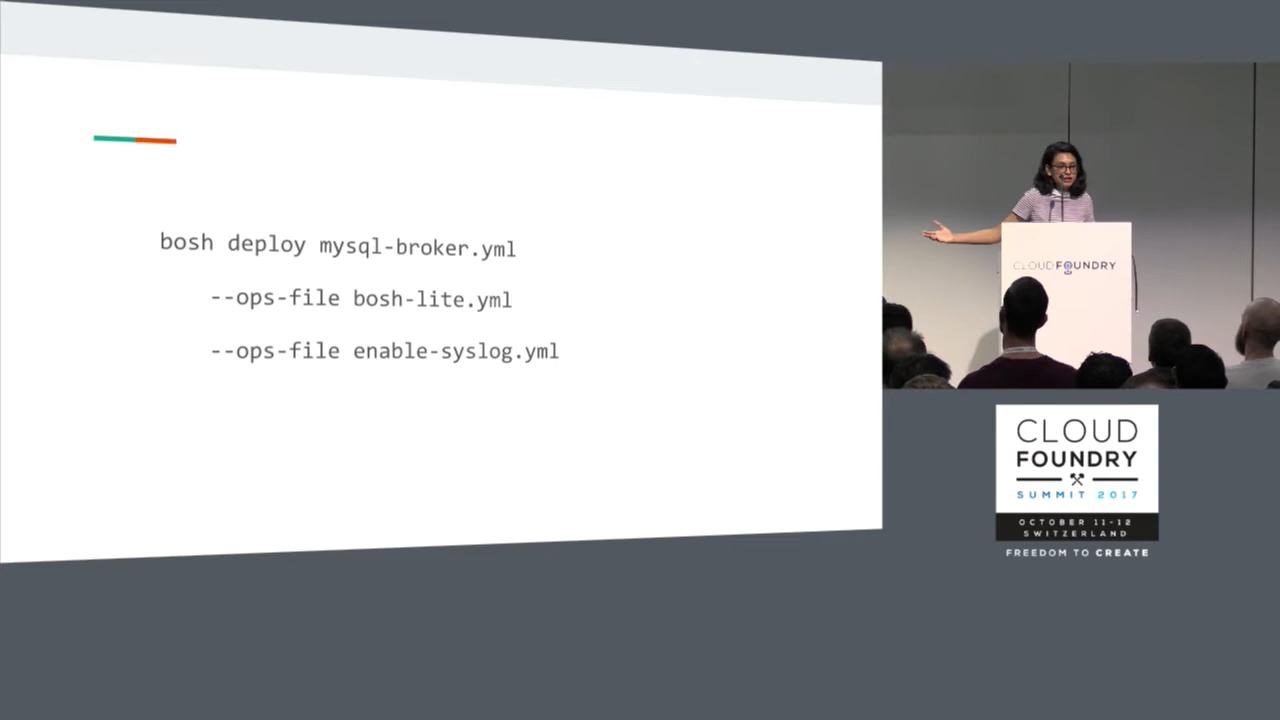 bosh deploy mysql-broker.yml
--ops-file bosh-lite.yml
--ops-file enable-syslog.yml
CLOUDFOUNDRY
CLOUD
FOUNDRY
SUMMIT 2017
OCTOBER 11-12
SWITZERLAND
FREEDOM TO CREATE